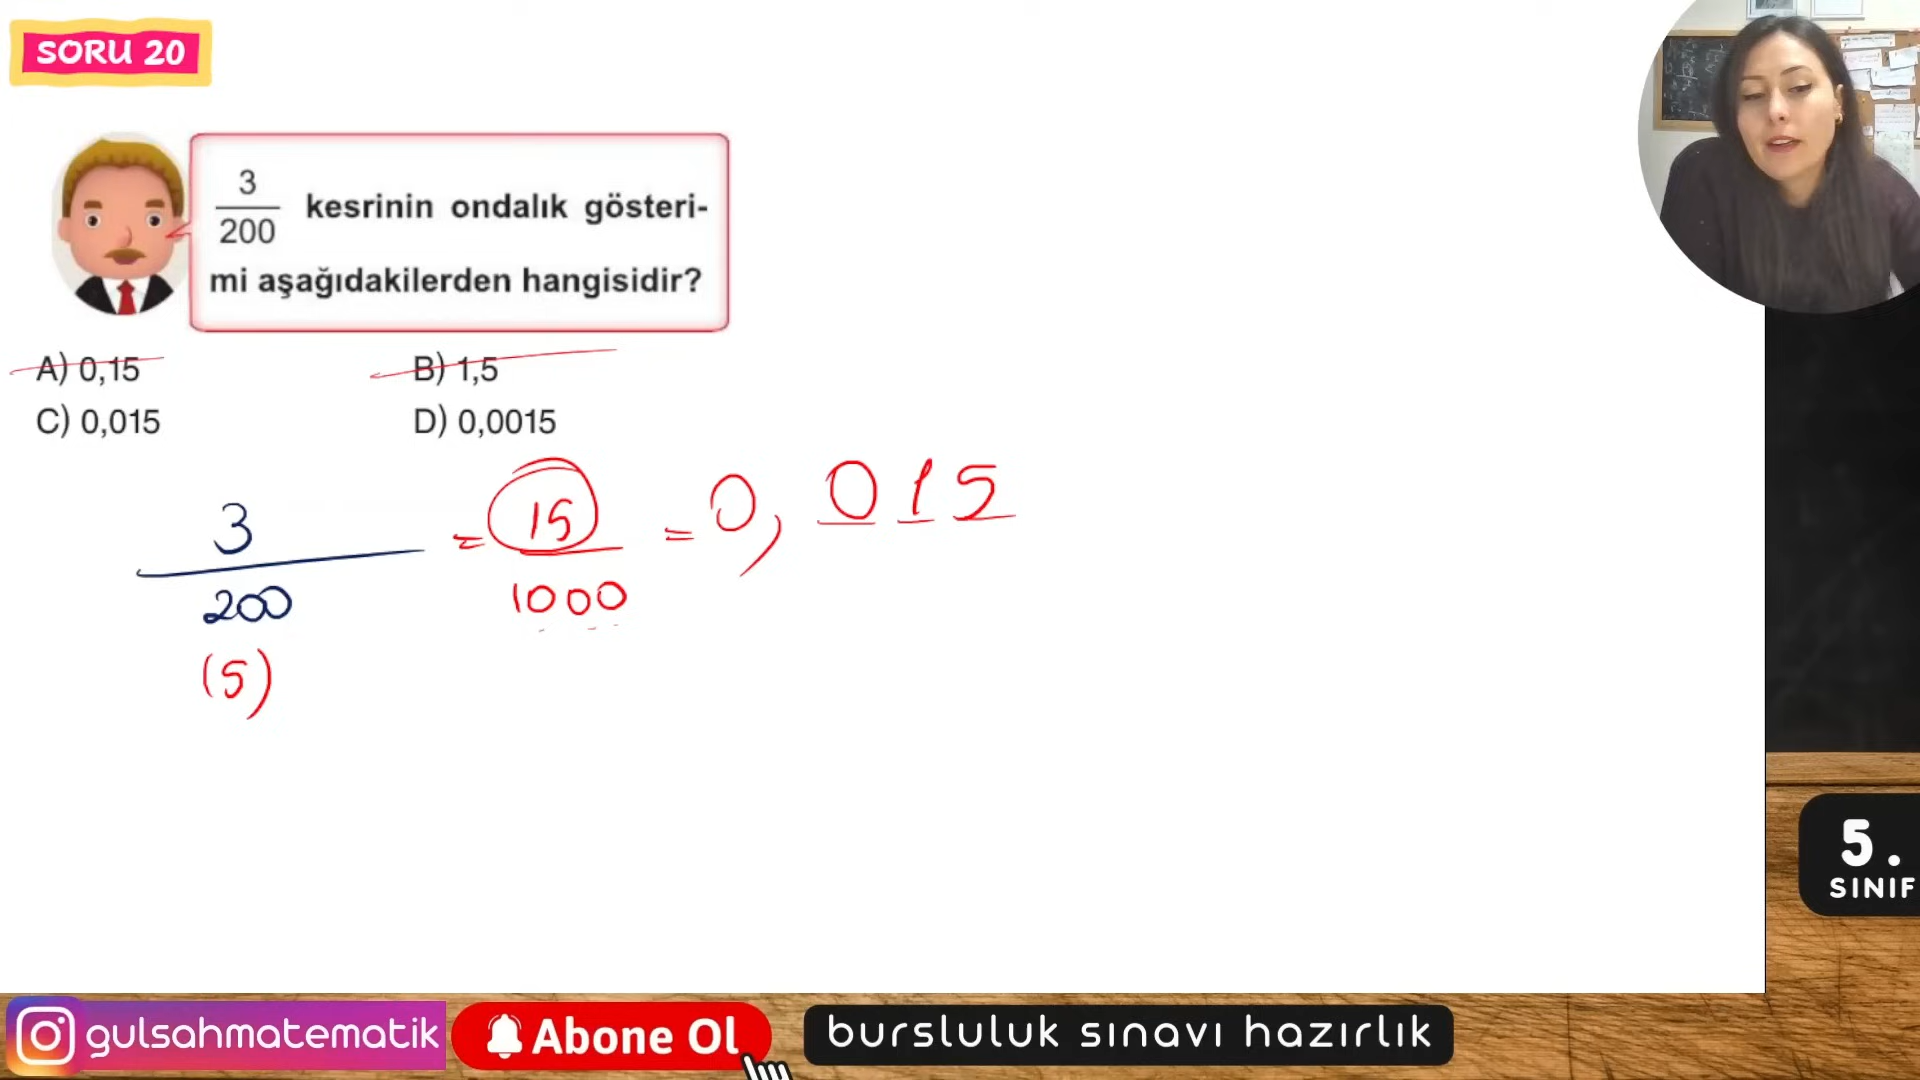 SORU 20
3
200
kesrinin ondalık gösteri-
mi aşağıdakilerden hangisidir?
A) 0,15
B) 1,5
C) 0,015
D) 0,0015
3
200
(5)
= 15
1000
= 0, 015
5.
SINIF
gulsahmatematik
Abone Ol
bursluluk sınavı hazırlık